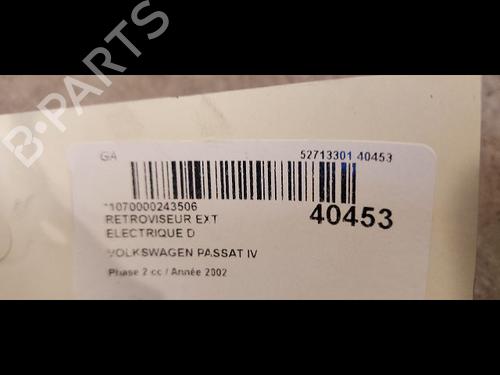 B-PARTS
GA
52713301 40453
*1070000243506
RETROVISEUR EXT
ELECTRIQUE D
40453
VOLKSWAGEN PASSAT IV
Phase 2 cc / Année 2002